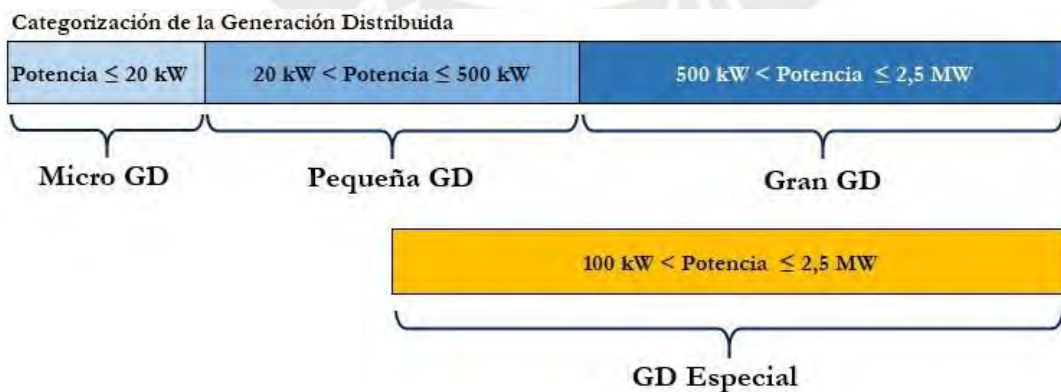 Categorización de la Generación Distribuida
Potencia ≤ 20 kW
20 kW < Potencia ≤ 500 kW
500 kW < Potencia ≤ 2,5 MW
Micro GD
Pequeña GD
Gran GD
100 kW < Potencia ≤ 2,5 MW
GD Especial